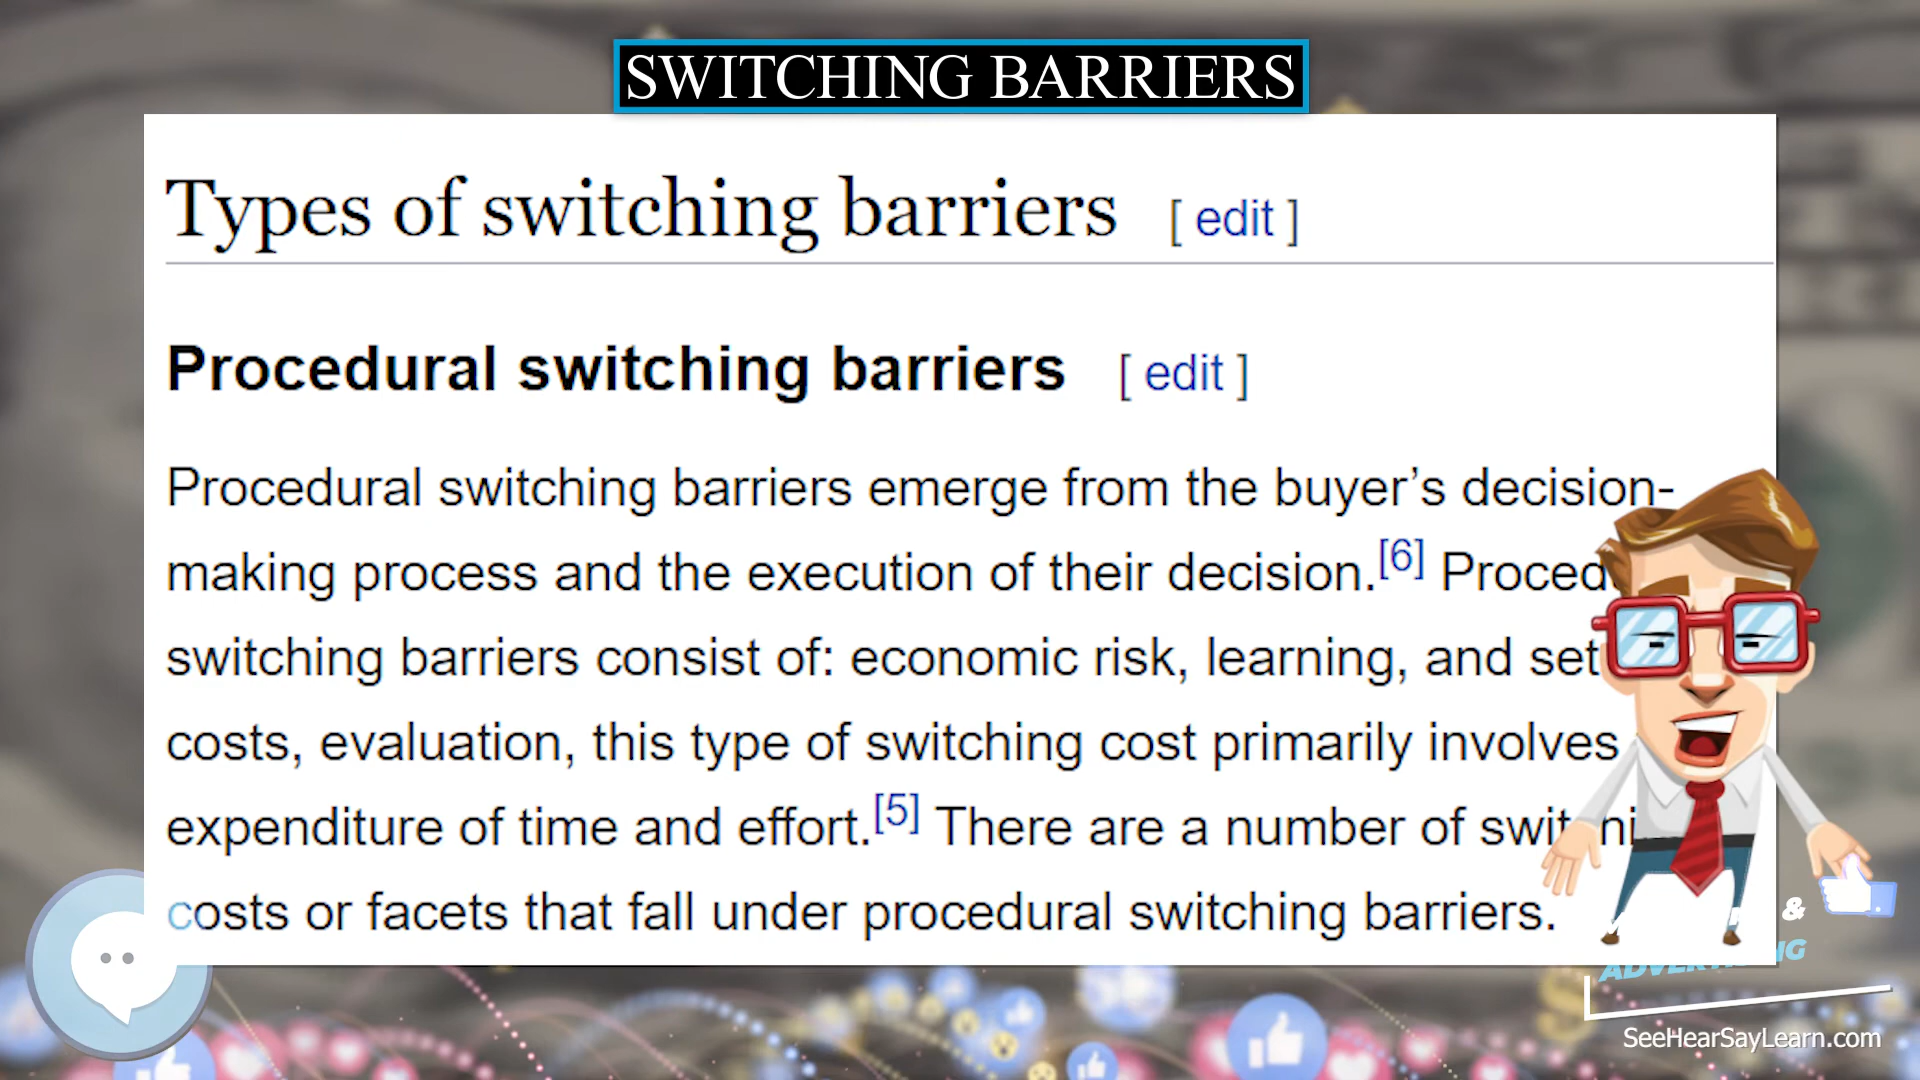 SWITCHING BARRIERS
Types of switching barriers [ edit ]
Procedural switching barriers [ edit ]
Procedural switching barriers emerge from the buyer’s decision-
making process and the execution of their decision.[6]
switching barriers consist of: economic risk, learning, and set
costs, evaluation, this type of switching cost primarily involves
expenditure of time and effort.[5] There are a number of
costs or facets that fall under procedural switching barriers.
&
SeeHearSayLearn.com